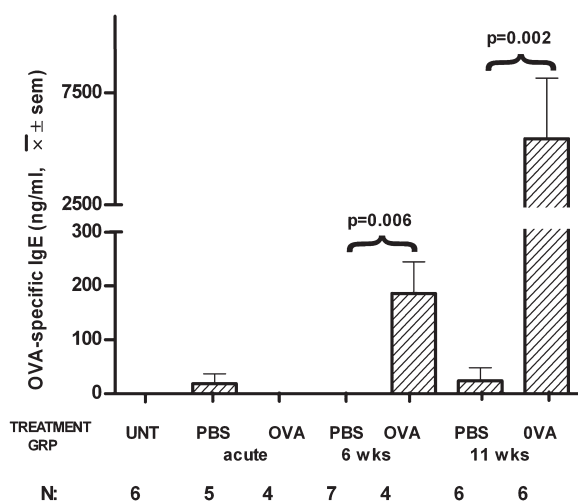 OVA-specific IgE (ng/ml, x̄ ± sem)
7500
2500
300
200
100
0
p=0.002
p=0.006
TREATMENT GRP
UNT PBS OVA PBS OVA PBS 0VA
acute 6 wks 11 wks
N: 6 5 4 7 4 6 6